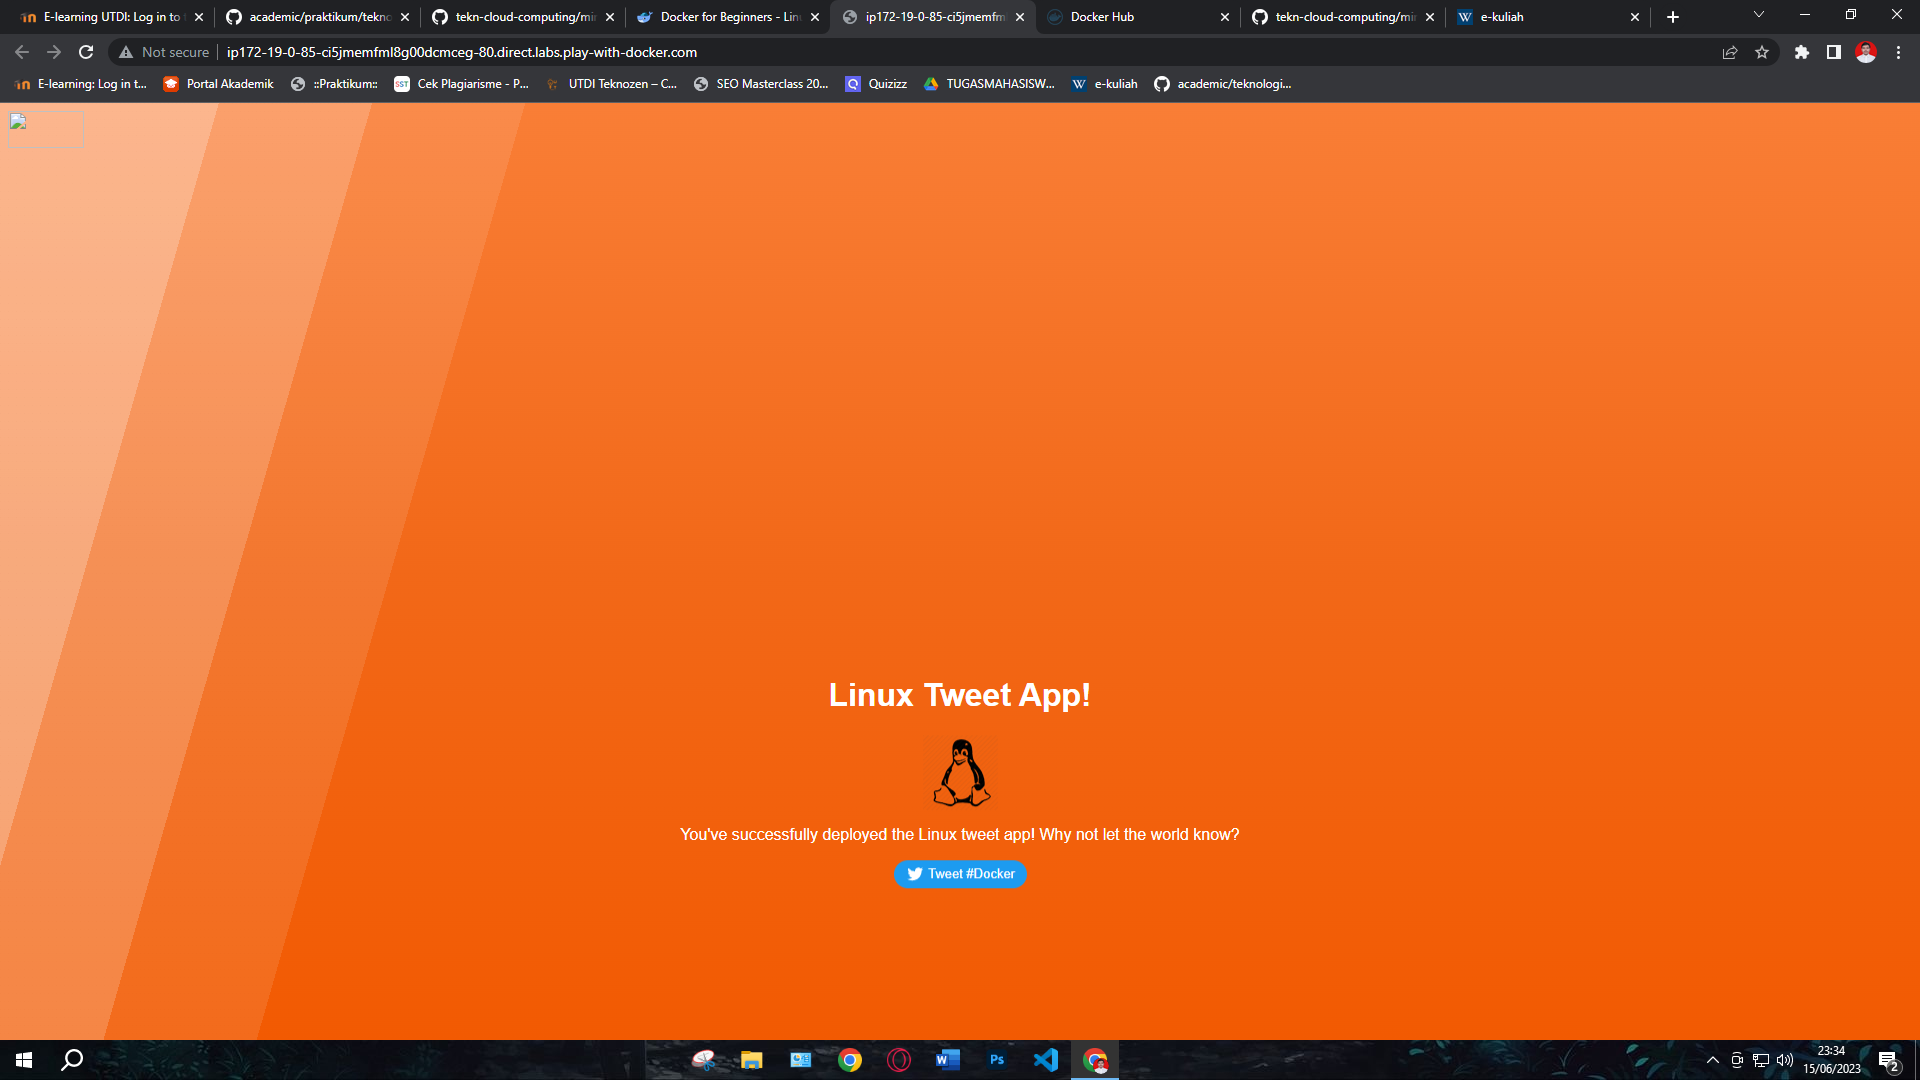 E-learning UTDI: Log in to
academic/praktikum/tekno
tekn-cloud-computing/mi
Docker for Beginners - Lin
ip172-19-0-85-ci5jmemfm
Docker Hub
tekn-cloud-computing/mi
e-kuliah
Not secure
ip172-19-0-85-ci5jmemfml8g00dcmceg-80.direct.labs.play-with-docker.com
E-learning: Log in t...
Portal Akademik
::Praktikum::
SST
Cek Plagiarisme - P...
UTDI Teknozen – C...
SEO Masterclass 20...
Quizizz
TUGASMAHASISW...
e-kuliah
academic/teknologi...
Linux Tweet App!
You've successfully deployed the Linux tweet app! Why not let the world know?
Tweet #Docker
Ps
23:34
15/06/2023
2